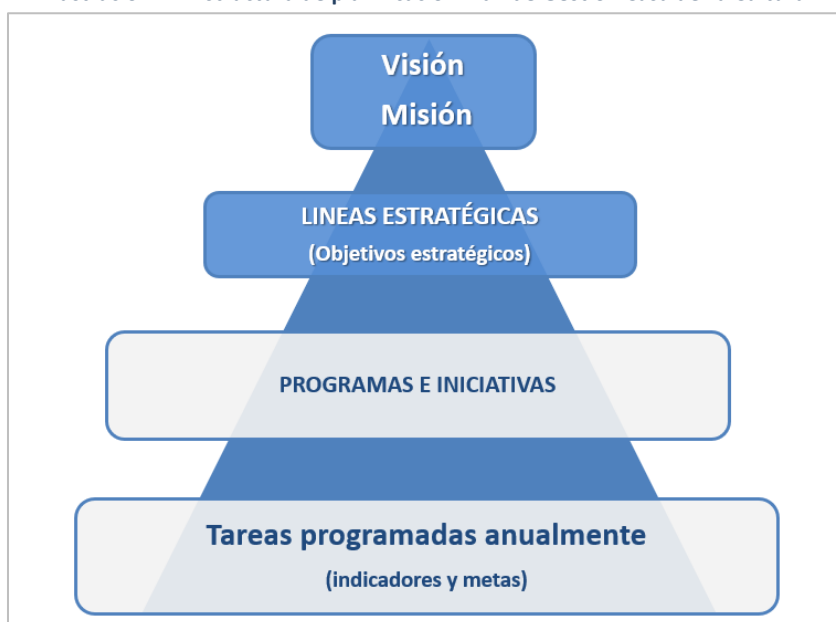 Visión
Misión
LINEAS ESTRATÉGICAS
(Objetivos estratégicos)
PROGRAMAS E INICIATIVAS
Tareas programadas anualmente
(indicadores y metas)